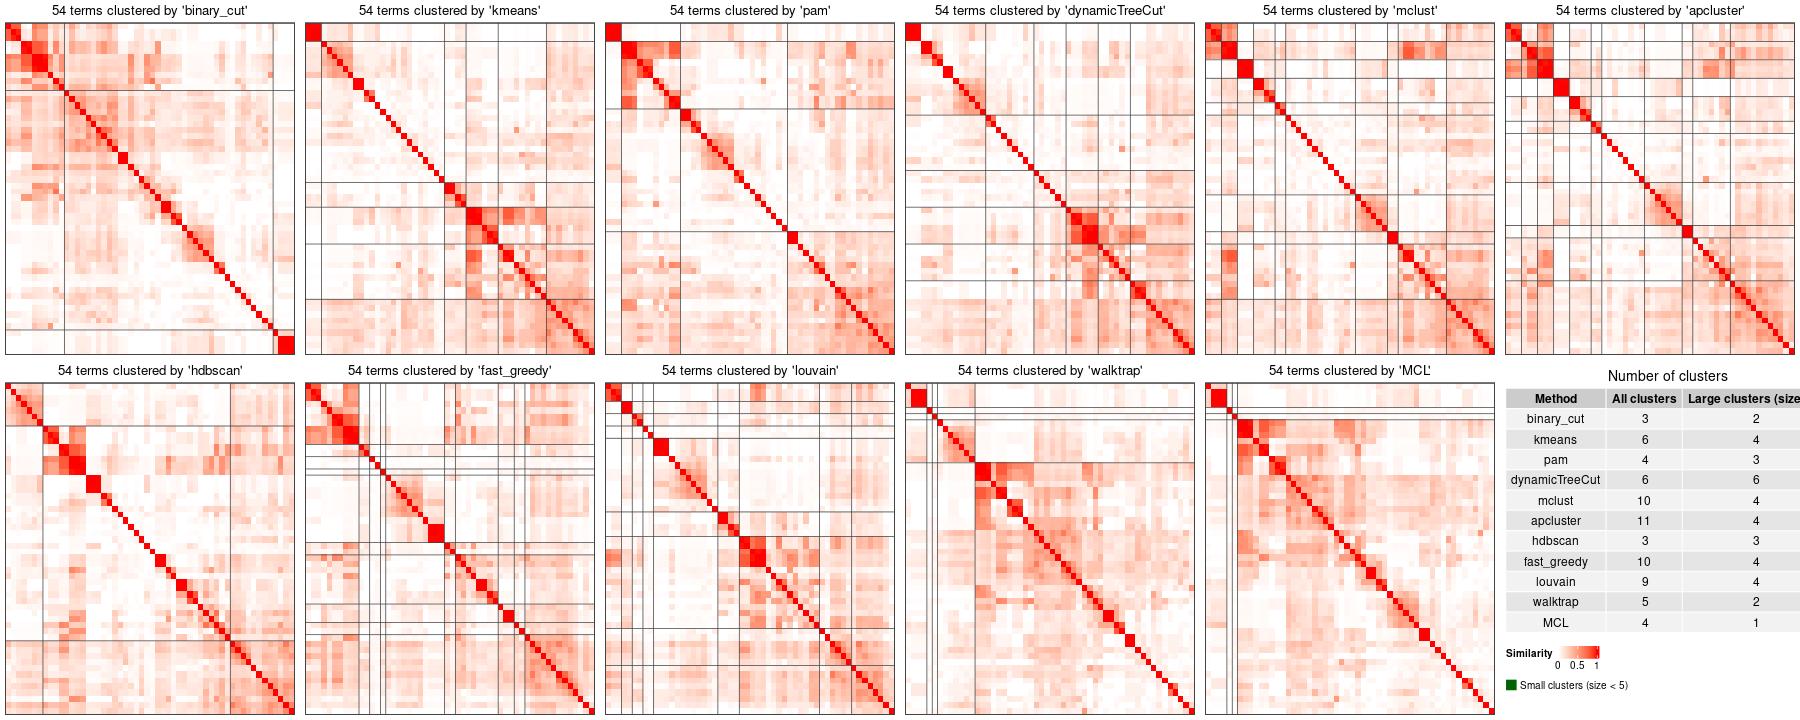 54 terms clustered by 'binary_cut'
54 terms clustered by 'kmeans'
54 terms clustered by 'pam'
54 terms clustered by 'dynamicTreeCut'
54 terms clustered by 'mclust'
54 terms clustered by 'apcluster'
54 terms clustered by 'hdbscan'
54 terms clustered by 'fast_greedy'
54 terms clustered by 'louvain'
54 terms clustered by 'walktrap'
54 terms clustered by 'MCL'
Number of clusters
Method All clusters Large clusters (size
binary_cut 3 2
kmeans 6 4
pam 4 3
dynamicTreeCut 6 6
mclust 10 4
apcluster 11 4
hdbscan 3 3
fast_greedy 10 4
louvain 9 4
walktrap 5 2
MCL 4 1
Similarity
0 0.5 1
Small clusters (size < 5)